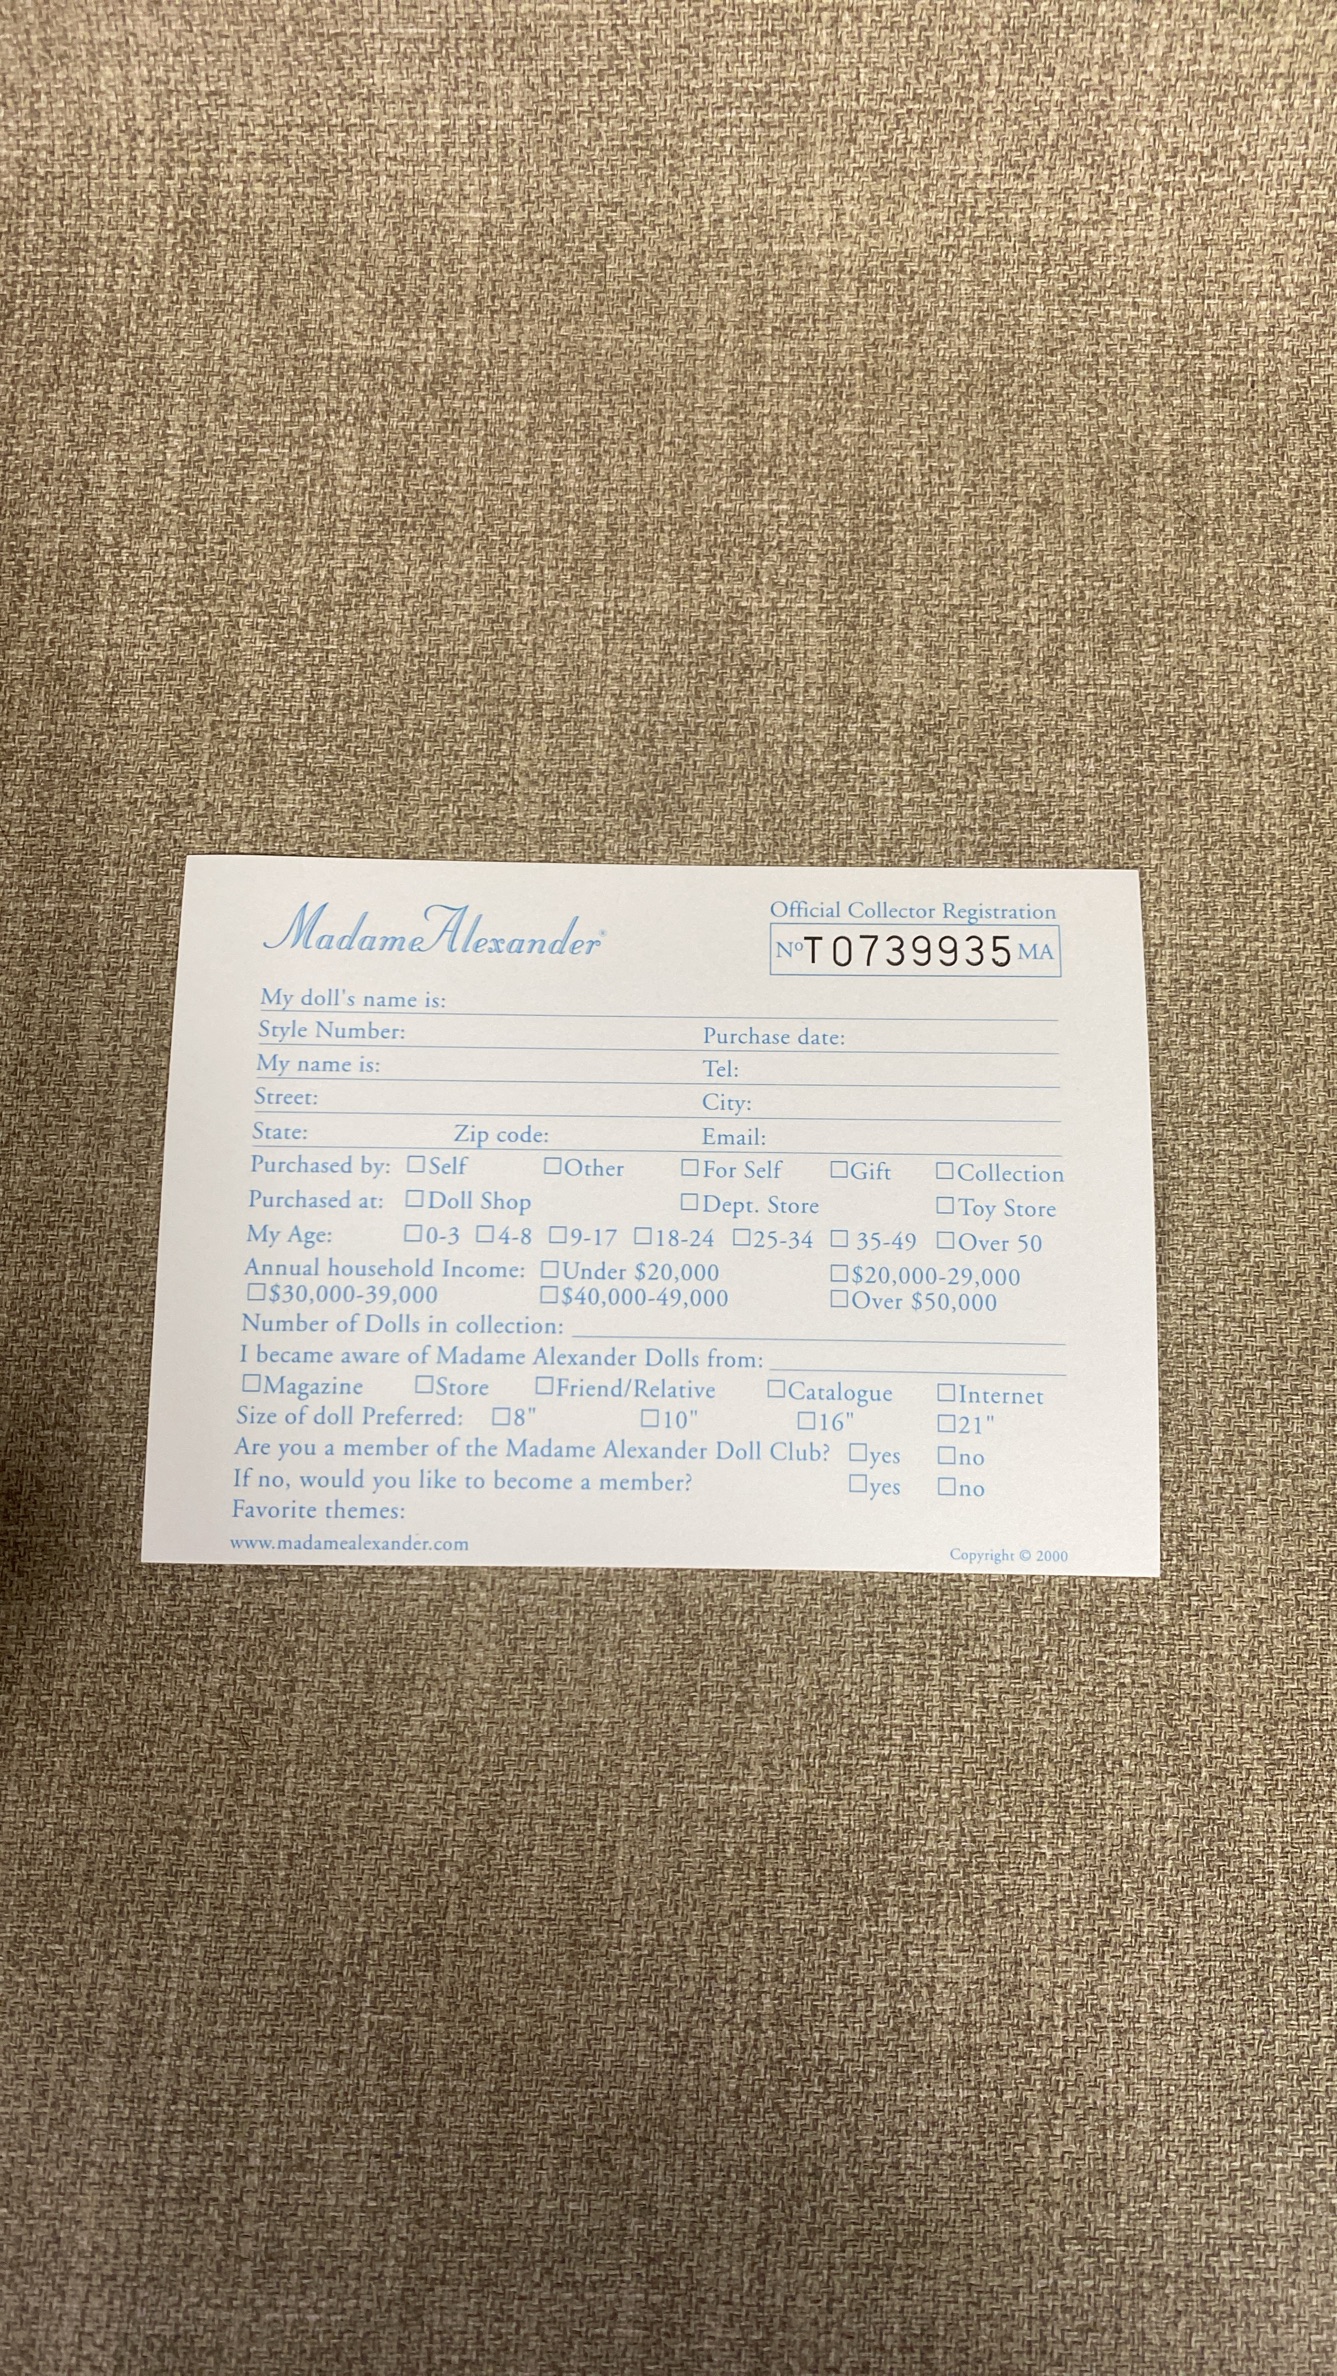 Madame Alexander®
Official Collector Registration
Nº T0739935 MA
My doll's name is:
Style Number: Purchase date:
My name is: Tel:
Street: City:
State: Zip code: Email:
Purchased by: ☐Self ☐Other ☐For Self ☐Gift ☐Collection
Purchased at: ☐Doll Shop ☐Dept. Store ☐Toy Store
My Age: ☐0-3 ☐4-8 ☐9-17 ☐18-24 ☐25-34 ☐ 35-49 ☐Over 50
Annual household Income: ☐Under $20,000 ☐$20,000-29,000
☐$30,000-39,000 ☐$40,000-49,000 ☐Over $50,000
Number of Dolls in collection:
I became aware of Madame Alexander Dolls from:
☐Magazine ☐Store ☐Friend/Relative ☐Catalogue ☐Internet
Size of doll Preferred: ☐8" ☐10" ☐16" ☐21"
Are you a member of the Madame Alexander Doll Club? ☐yes ☐no
If no, would you like to become a member? ☐yes ☐no
Favorite themes:
www.madamealexander.com
Copyright © 2000